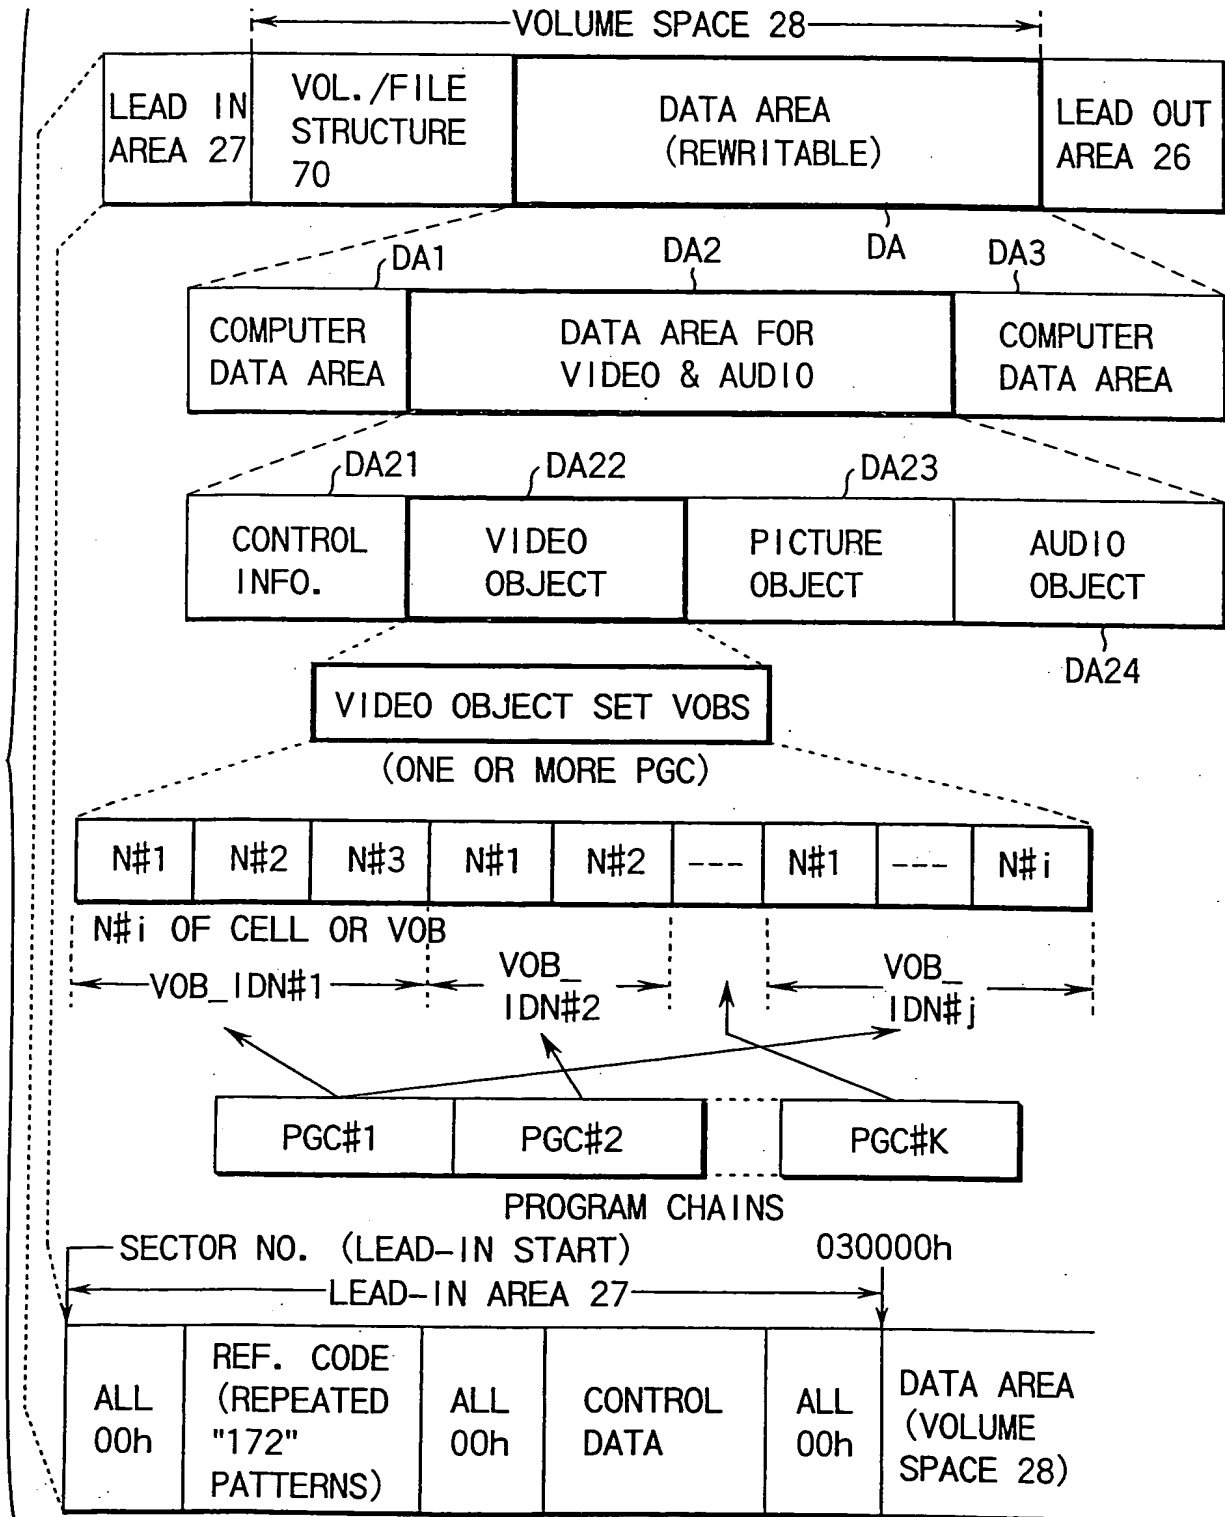 VOLUME SPACE 28
LEAD IN
AREA 27
VOL./FILE
STRUCTURE
70
DATA AREA
(REWRITABLE)
LEAD OUT
AREA 26
DA1
DA2
DA
DA3
COMPUTER
DATA AREA
DATA AREA FOR
VIDEO & AUDIO
COMPUTER
DATA AREA
DA21
DA22
DA23
CONTROL
INFO.
VIDEO
OBJECT
PICTURE
OBJECT
AUDIO
OBJECT
DA24
VIDEO OBJECT SET VOBS
(ONE OR MORE PGC)
N#1 N#2 N#3 N#1 N#2 --- N#1 --- N#i
N#i OF CELL OR VOB
VOB_IDN#1
VOB_
IDN#2
VOB_
IDN#j
PGC#1 PGC#2 PGC#K
PROGRAM CHAINS
SECTOR NO. (LEAD-IN START) 030000h
LEAD-IN AREA 27
ALL
00h
REF. CODE
(REPEATED
"172"
PATTERNS)
ALL
00h
CONTROL
DATA
ALL
00h
DATA AREA
(VOLUME
SPACE 28)